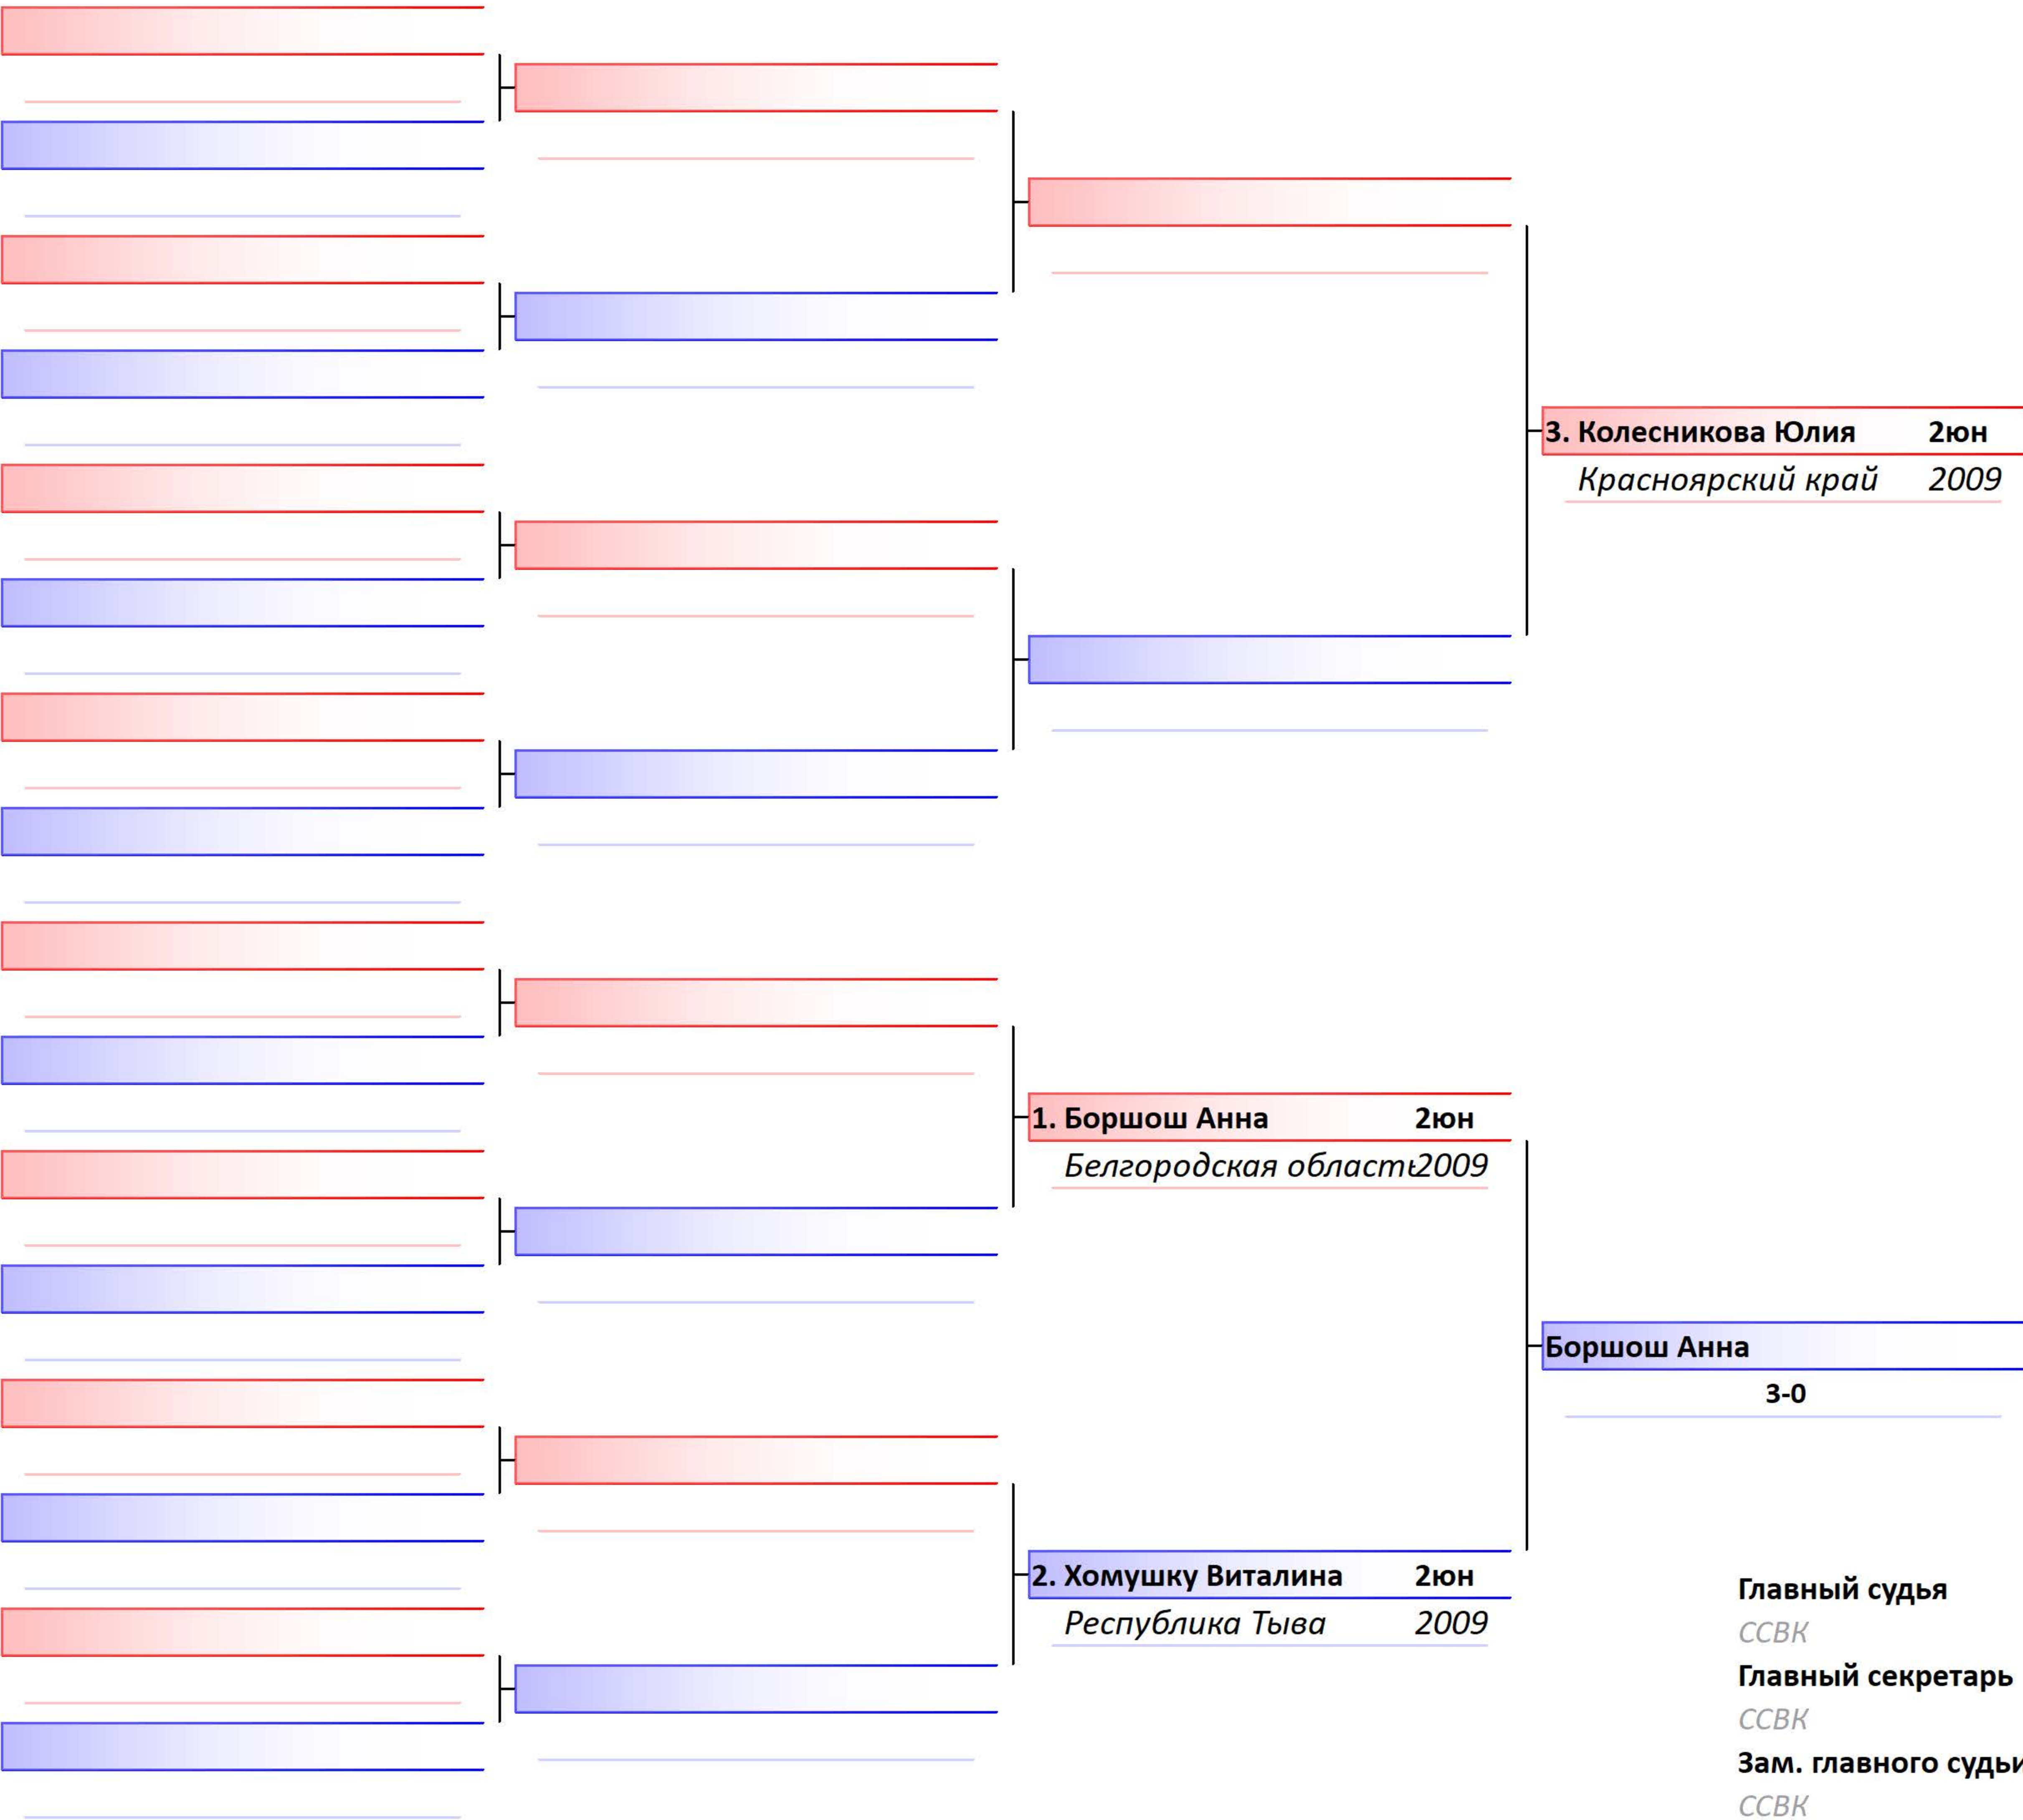 3. Колесникова Юлия 2юн
Красноярский край 2009
1. Боршош Анна 2юн
Белгородская область 2009
Боршош Анна
3-0
2. Хомушку Виталина 2юн
Республика Тыва 2009
Главный судья
ССВК
Главный секретарь
ССВК
Зам. главного судьи
ССВК